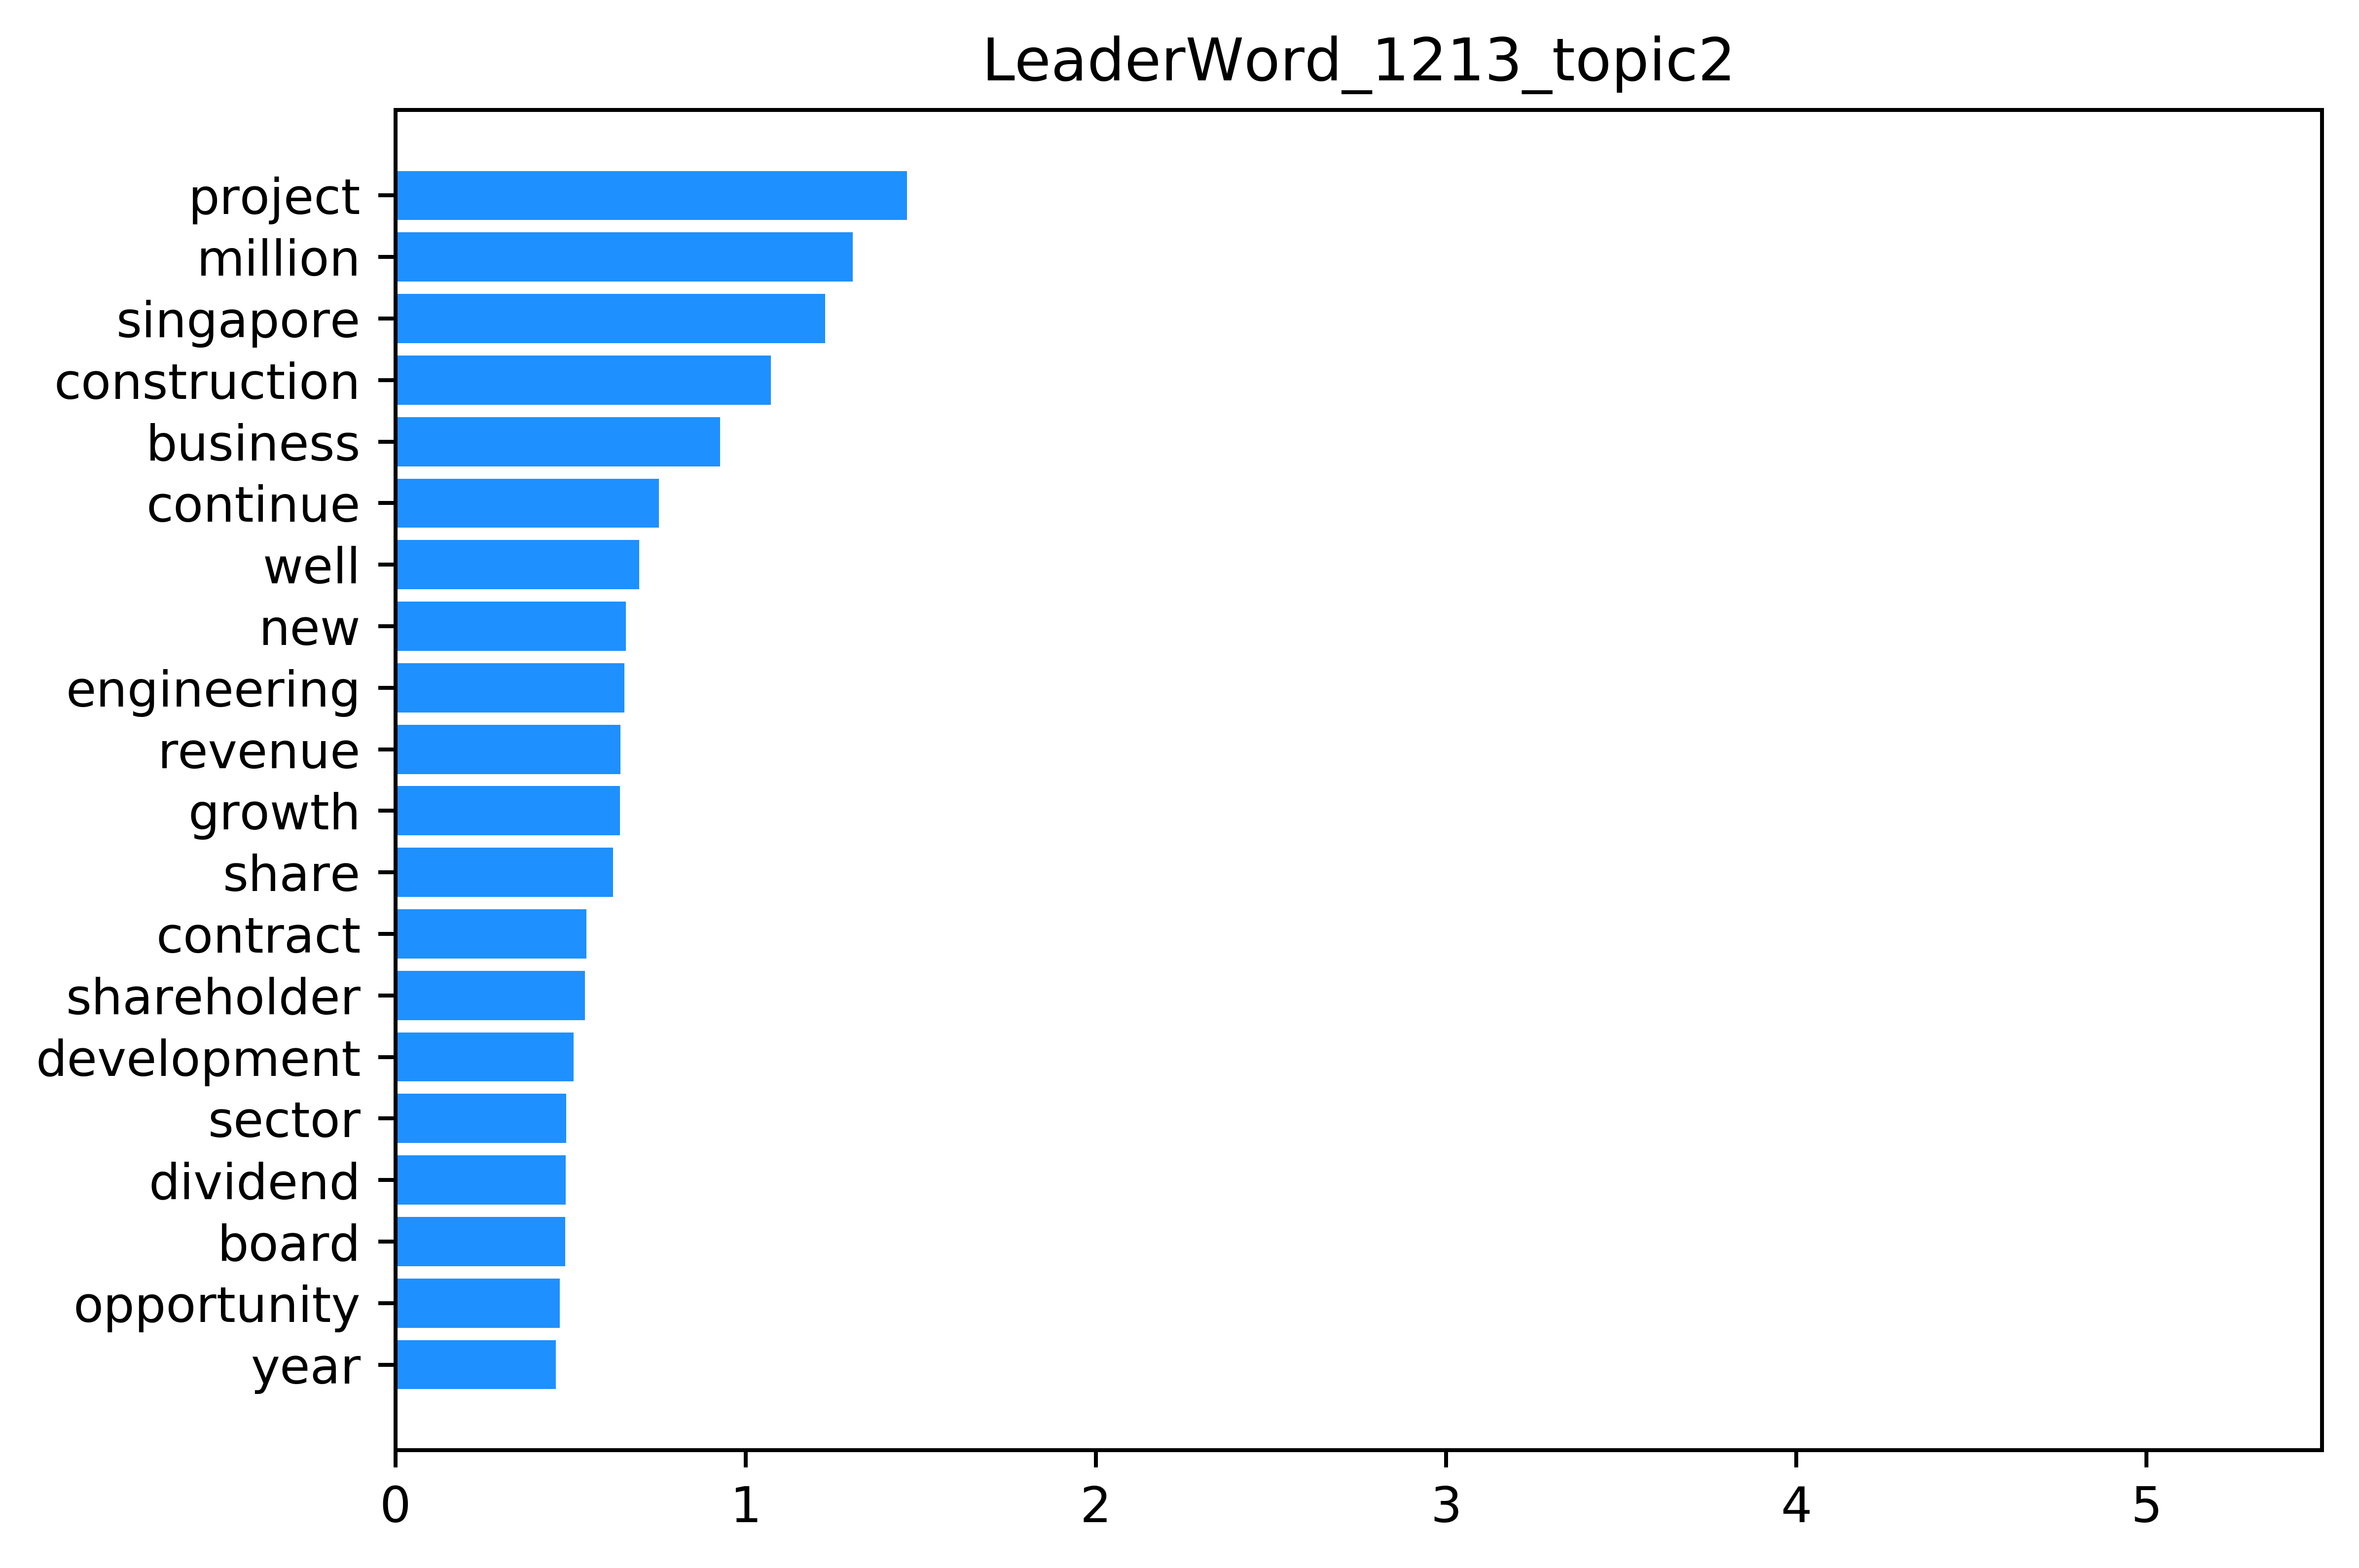 LeaderWord_1213_topic2
project
million
singapore
construction
business
continue
well
new
engineering
revenue
growth
share
contract
shareholder
development
sector
dividend
board
opportunity
year
0 1 2 3 4 5